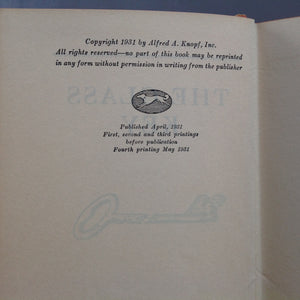 Copyright 1931 by Alfred A. Knopf, Inc.
All rights reserved—no part of this book may be reprinted
in any form without permission in writing from the publisher
Published April, 1931
First, second and third printings
before publication
Fourth printing May 1931